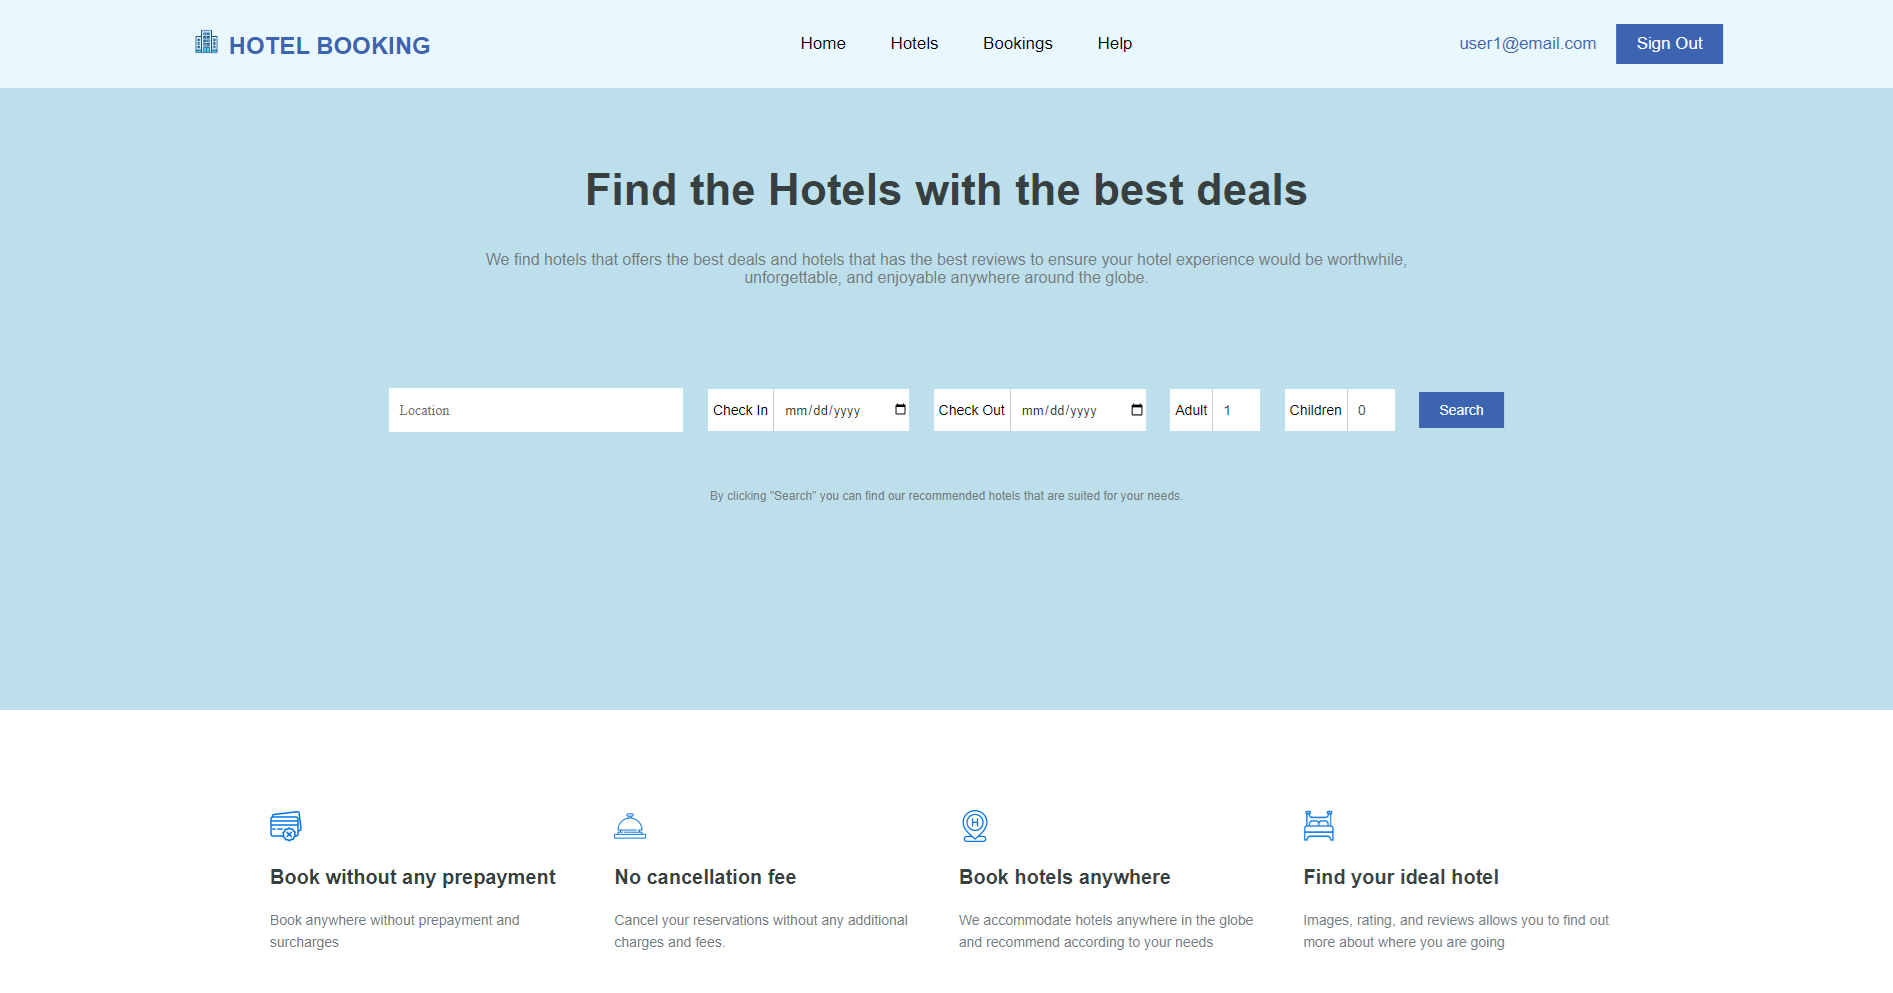 HOTEL BOOKING
Home Hotels Bookings Help
user1@email.com Sign Out
Find the Hotels with the best deals
We find hotels that offers the best deals and hotels that has the best reviews to ensure your hotel experience would be worthwhile,
unforgettable, and enjoyable anywhere around the globe.
Location Check In mm/dd/yyyy Check Out mm/dd/yyyy Adult 1 Children 0 Search
By clicking "Search" you can find our recommended hotels that are suited for your needs.
Book without any prepayment
Book anywhere without prepayment and
surcharges
No cancellation fee
Cancel your reservations without any additional
charges and fees.
H
Book hotels anywhere
We accommodate hotels anywhere in the globe
and recommend according to your needs
Find your ideal hotel
Images, rating, and reviews allows you to find out
more about where you are going